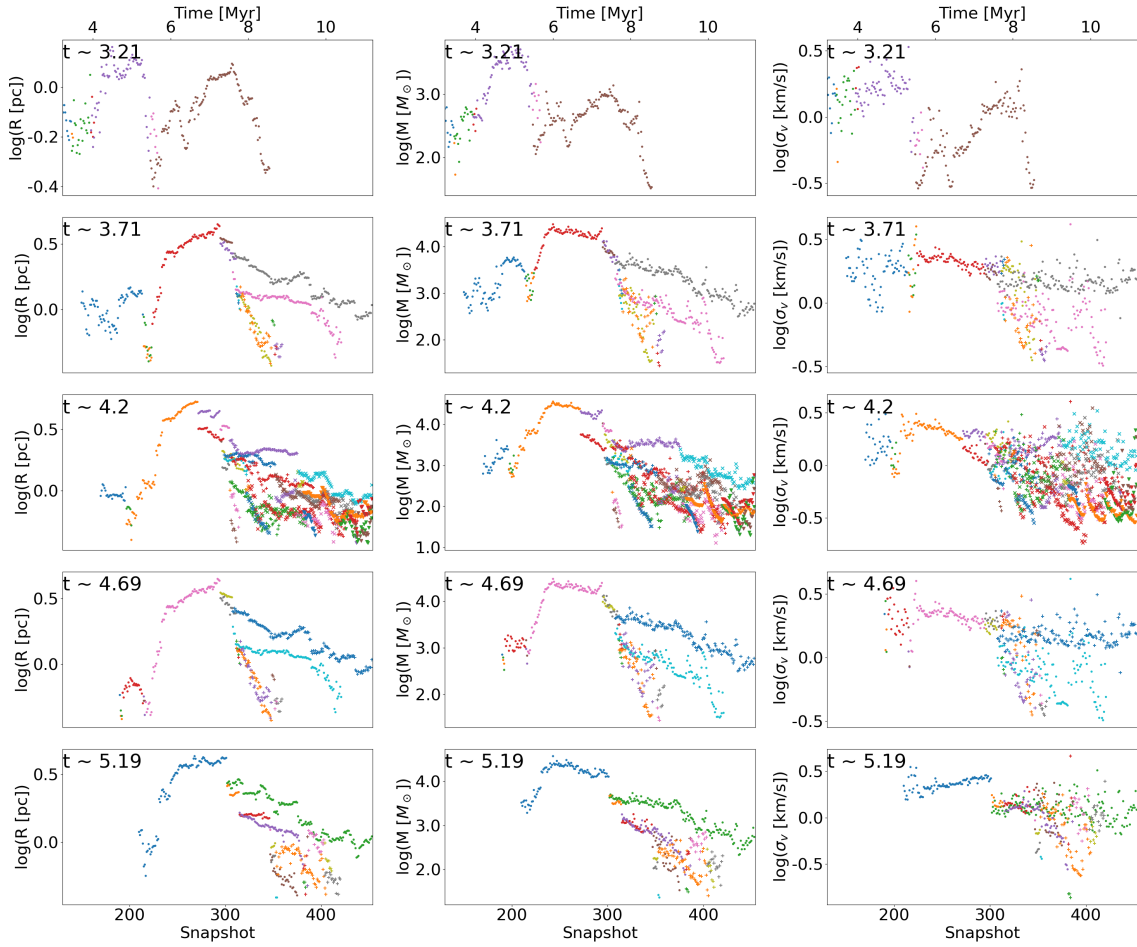 Time [Myr] Time [Myr] Time [Myr]
4 6 8 10 4 6 8 10 4 6 8 10
t ~ 3.21 t ~ 3.21 t ~ 3.21
log(R [pc]) 0.0 -0.2 -0.4 log(M [M⊙]) 3.0 2.0 log(σv [km/s]) 0.5 0.0 -0.5
t ~ 3.71 t ~ 3.71 t ~ 3.71
log(R [pc]) 0.5 0.0 log(M [M⊙]) 4.0 3.0 2.0 log(σv [km/s]) 0.5 0.0 -0.5
t ~ 4.2 t ~ 4.2 t ~ 4.2
log(R [pc]) 0.5 0.0 log(M [M⊙]) 4.0 3.0 2.0 1.0 log(σv [km/s]) 0.5 0.0 -0.5
t ~ 4.69 t ~ 4.69 t ~ 4.69
log(R [pc]) 0.5 0.0 log(M [M⊙]) 4.0 3.0 2.0 log(σv [km/s]) 0.5 0.0 -0.5
t ~ 5.19 t ~ 5.19 t ~ 5.19
log(R [pc]) 0.5 0.0 log(M [M⊙]) 4.0 3.0 2.0 log(σv [km/s]) 0.5 0.0 -0.5
200 300 400 200 300 400 200 300 400
Snapshot Snapshot Snapshot